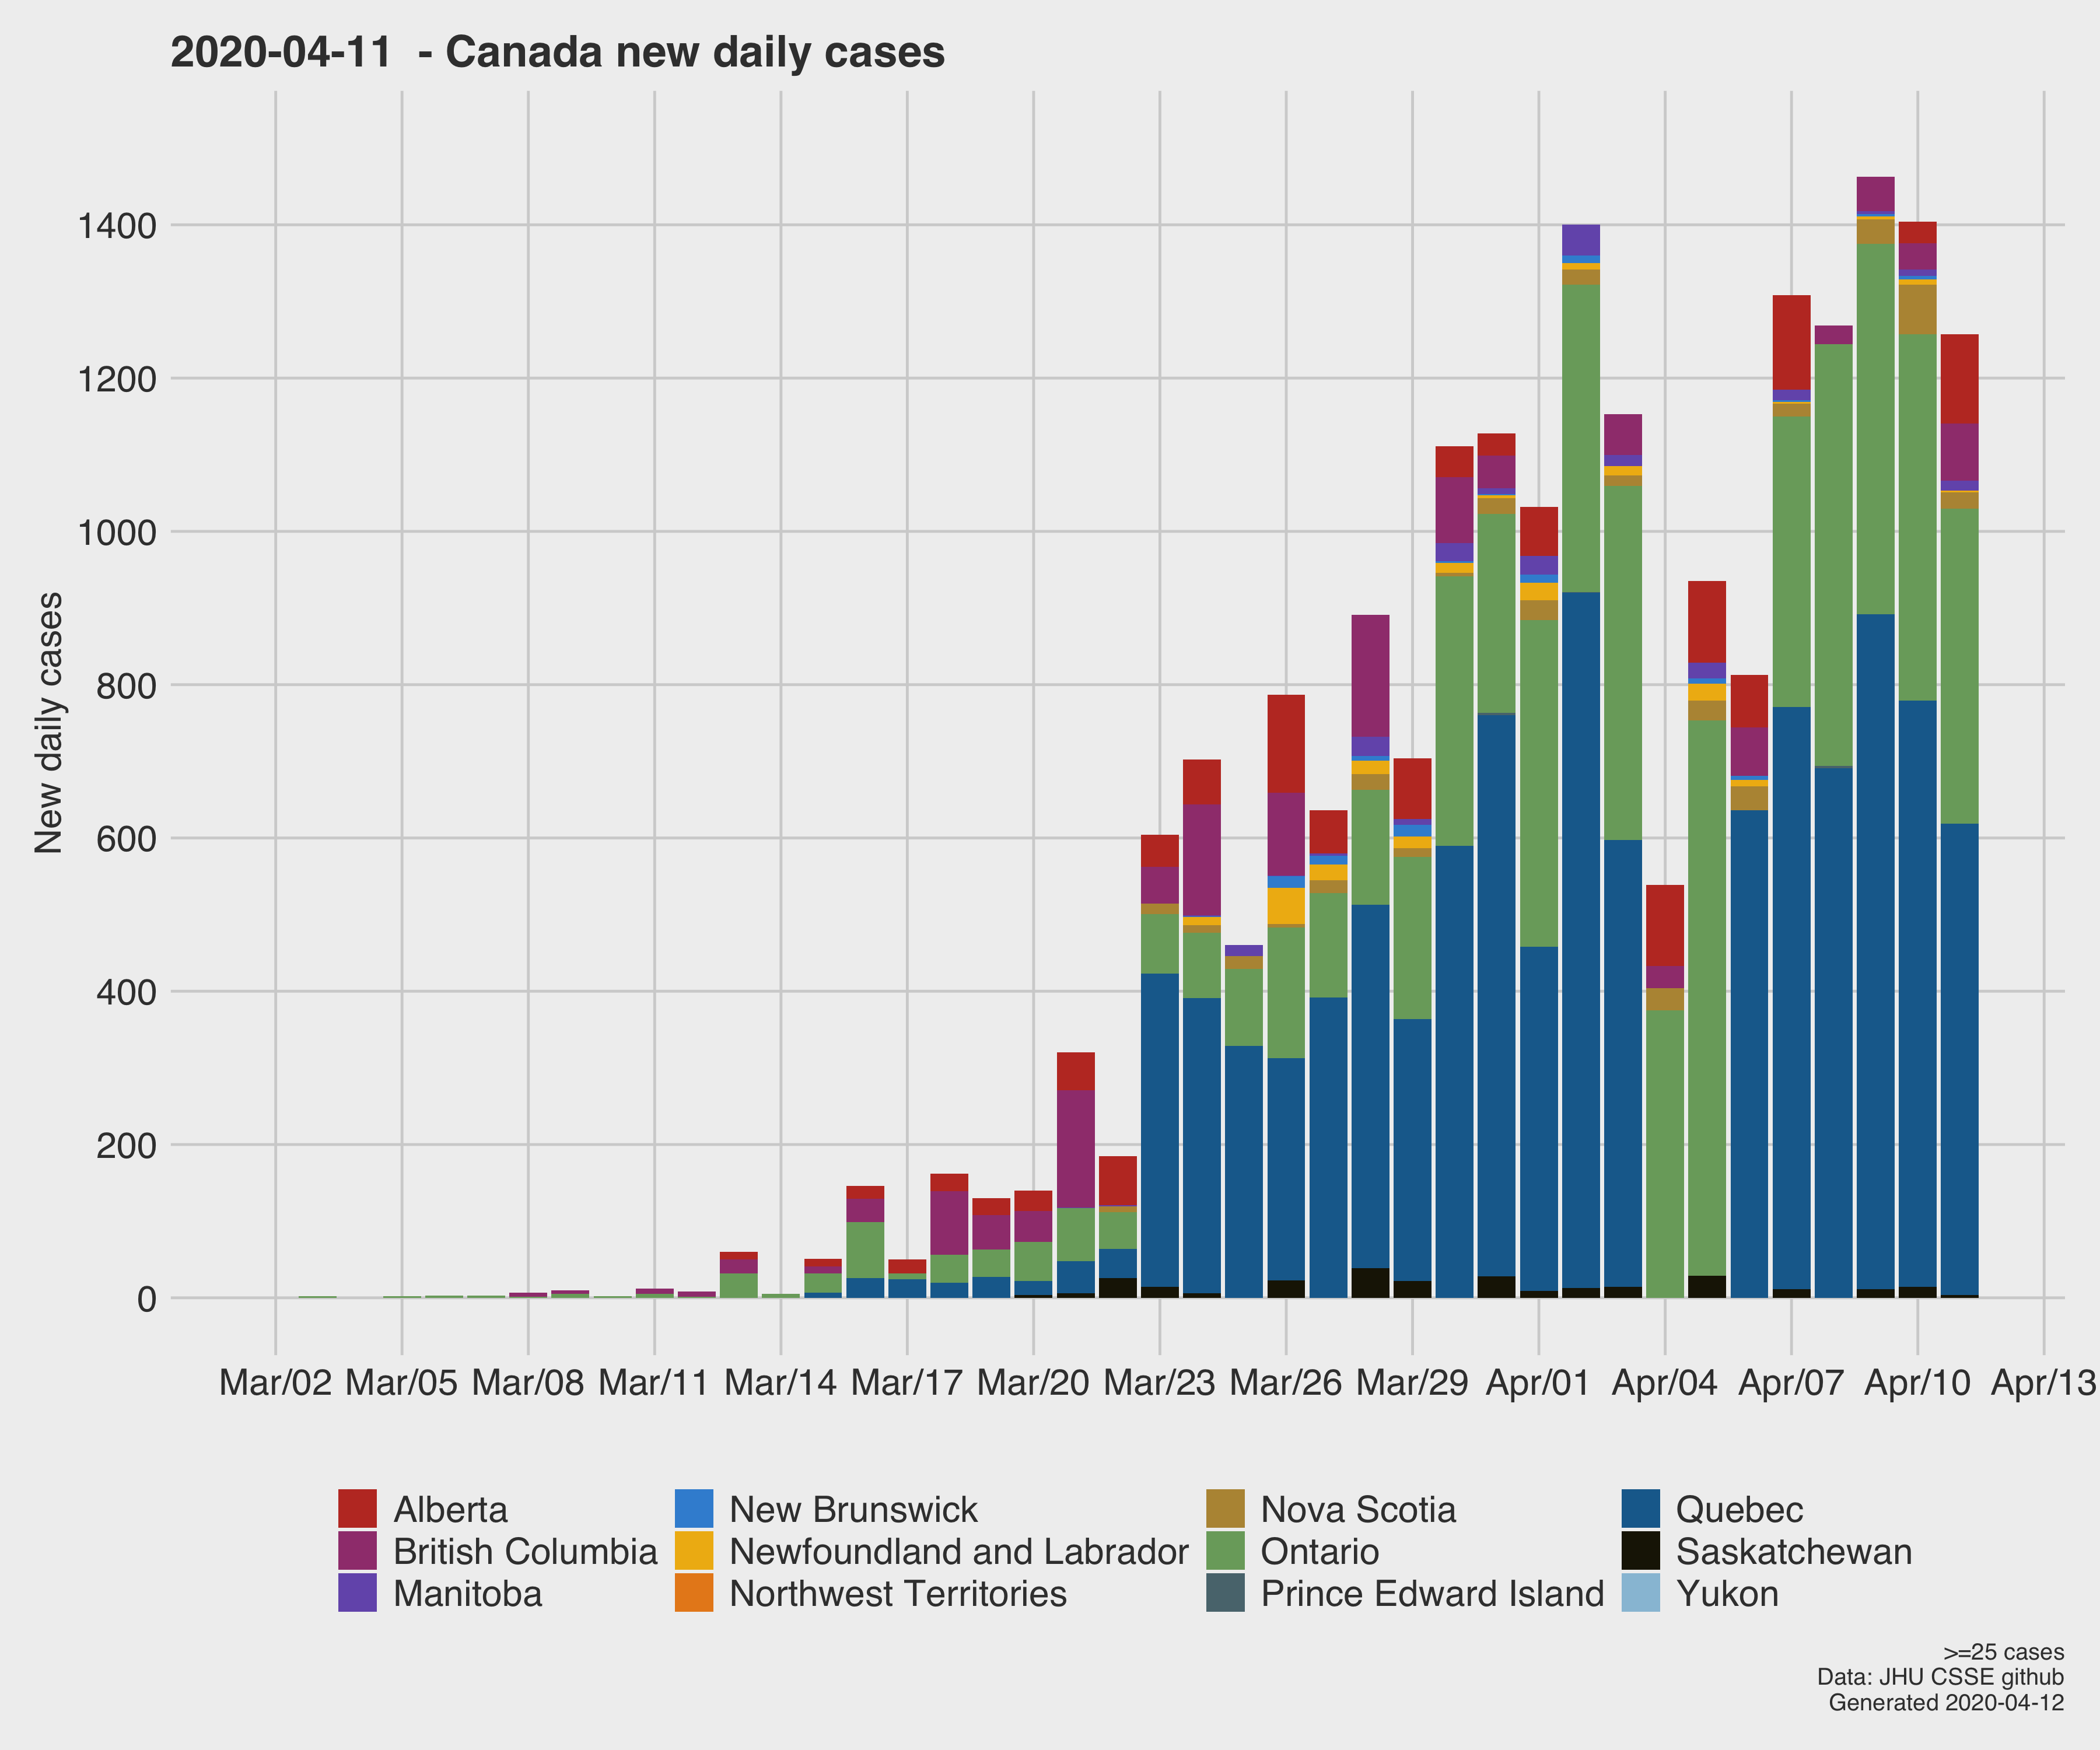 2020-04-11  - Canada new daily cases
New daily cases
1400
1200
1000
800
600
400
200
0
Mar/02 Mar/05 Mar/08 Mar/11 Mar/14 Mar/17 Mar/20 Mar/23 Mar/26 Mar/29 Apr/01 Apr/04 Apr/07 Apr/10 Apr/13
Alberta New Brunswick Nova Scotia Quebec
British Columbia Newfoundland and Labrador Ontario Saskatchewan
Manitoba Northwest Territories Prince Edward Island Yukon
>=25 cases
Data: JHU CSSE github
Generated 2020-04-12